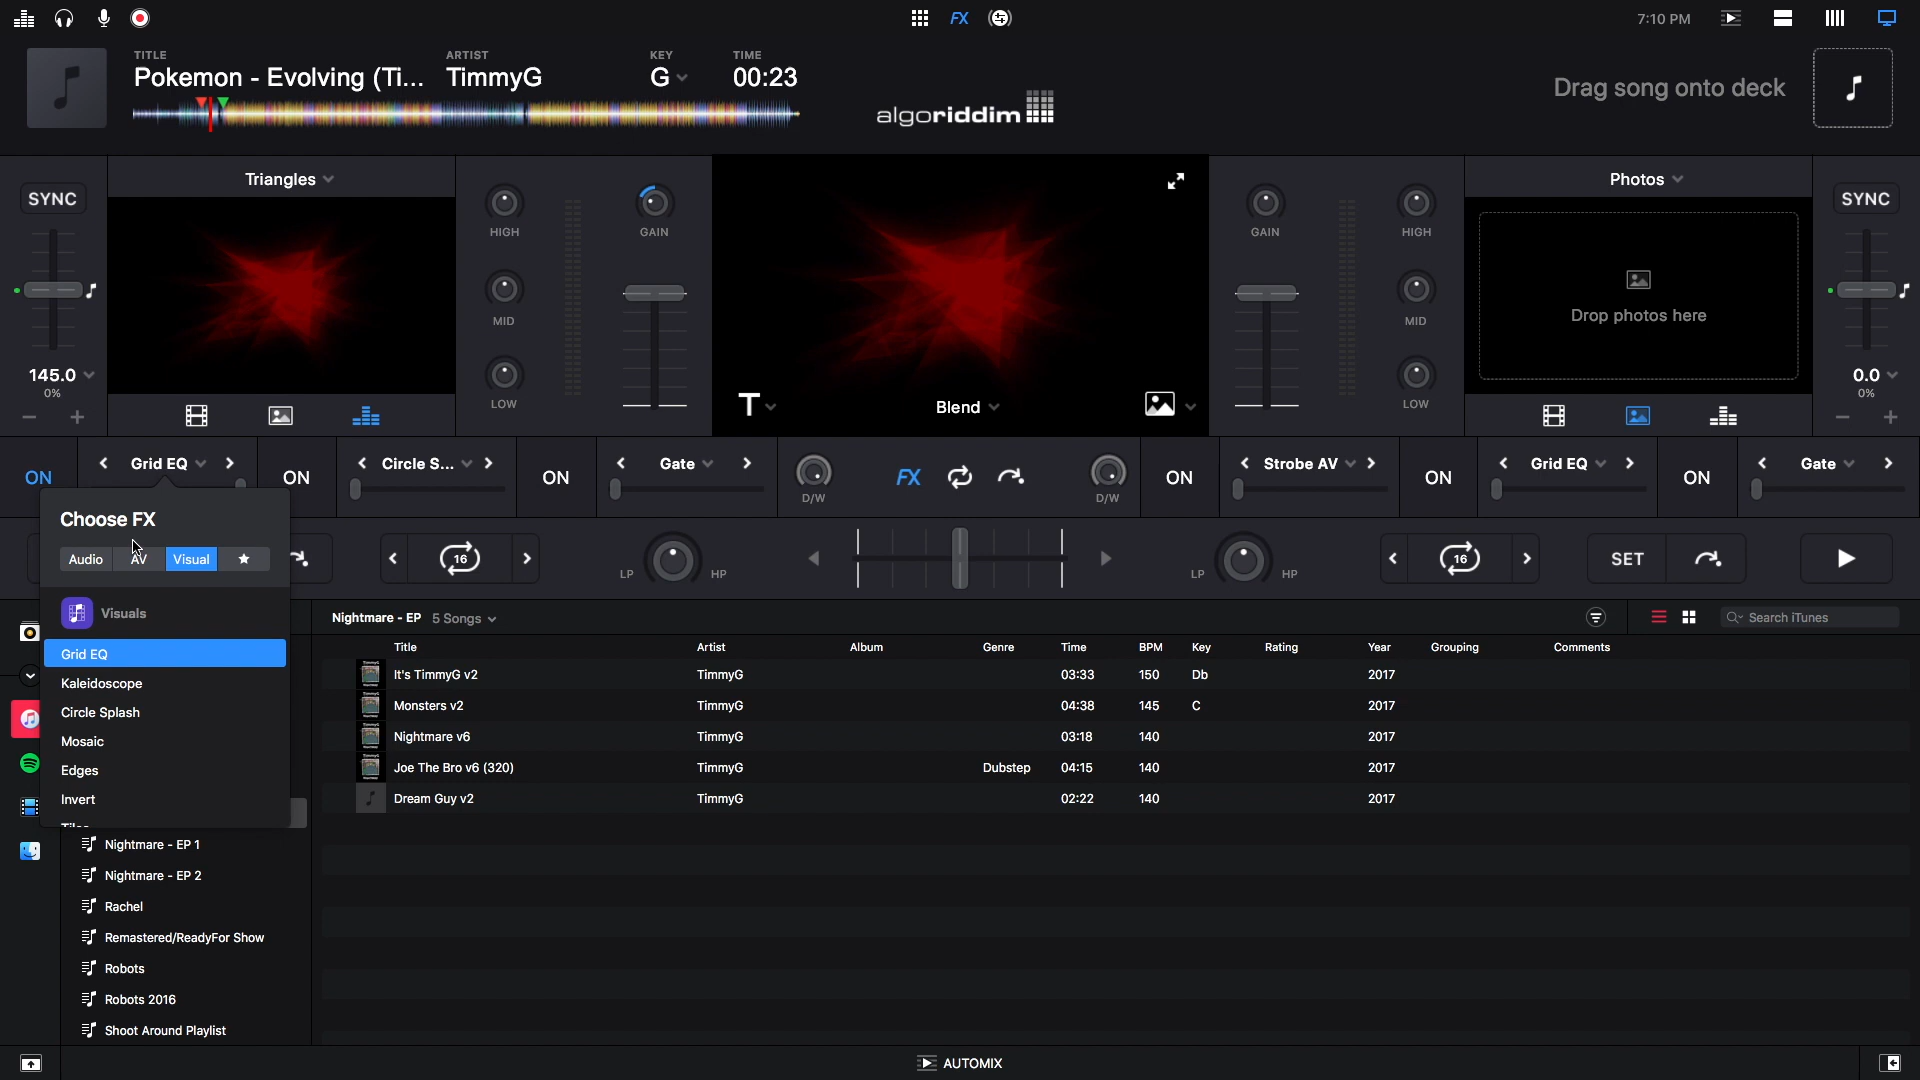 FX
7:10 PM
TITLE ARTIST KEY TIME
Pokemon - Evolving (Ti... TimmyG G 00:23
algoriddim
Drag song onto deck
SYNC Triangles Photos SYNC
HIGH GAIN GAIN HIGH
MID MID
LOW LOW
145.0
0%
T Blend
Drop photos here
0.0
0%
ON Grid EQ ON Circle S... ON Gate D/W FX D/W ON Strobe AV ON Grid EQ ON Gate
Choose FX
Audio AV Visual
16 LP HP LP HP 16 SET
Visuals
Grid EQ
Kaleidoscope
Circle Splash
Mosaic
Edges
Invert
Nightmare - EP 5 Songs Search iTunes
Title Artist Album Genre Time BPM Key Rating Year Grouping Comments
It's TimmyG v2 TimmyG 03:33 150 Db 2017
Monsters v2 TimmyG 04:38 145 C 2017
Nightmare v6 TimmyG 03:18 140 2017
Joe The Bro v6 (320) TimmyG Dubstep 04:15 140 2017
Dream Guy v2 TimmyG 02:22 140 2017
Nightmare - EP 1
Nightmare - EP 2
Rachel
Remastered/ReadyFor Show
Robots
Robots 2016
Shoot Around Playlist
AUTOMIX